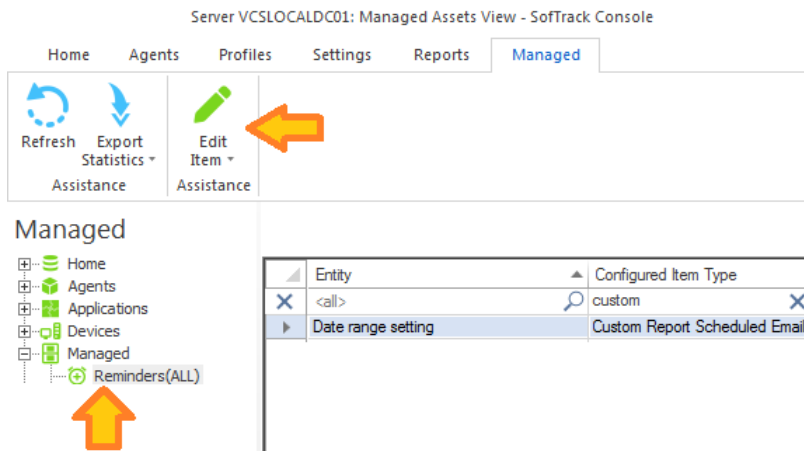 Server VCSLOCALDC01: Managed Assets View - SofTrack Console
Home Agents Profiles Settings Reports Managed
Refresh Export Statistics Edit Item
Assistance Assistance
Managed
Home
Agents
Applications
Devices
Managed
Reminders(ALL)
Entity Configured Item Type
<all> custom
Date range setting Custom Report Scheduled Email